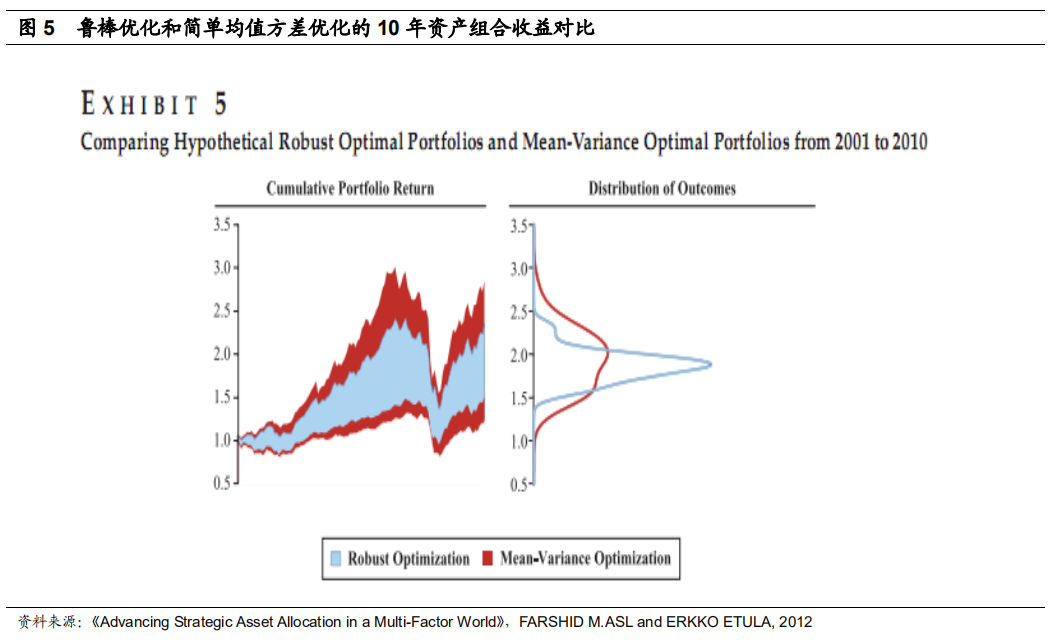 图 5 鲁棒优化和简单均值方差优化的 10 年资产组合收益对比
EXHIBIT 5
Comparing Hypothetical Robust Optimal Portfolios and Mean-Variance Optimal Portfolios from 2001 to 2010
Cumulative Portfolio Return
3.5
3.0
2.5
2.0
1.5
1.0
0.5
Distribution of Outcomes
3.5
3.0
2.5
2.0
1.5
1.0
0.5
Robust Optimization
Mean-Variance Optimization
资料来源:《Advancing Strategic Asset Allocation in a Multi-Factor World》，FARSHID M.ASL and ERKKO ETULA, 2012